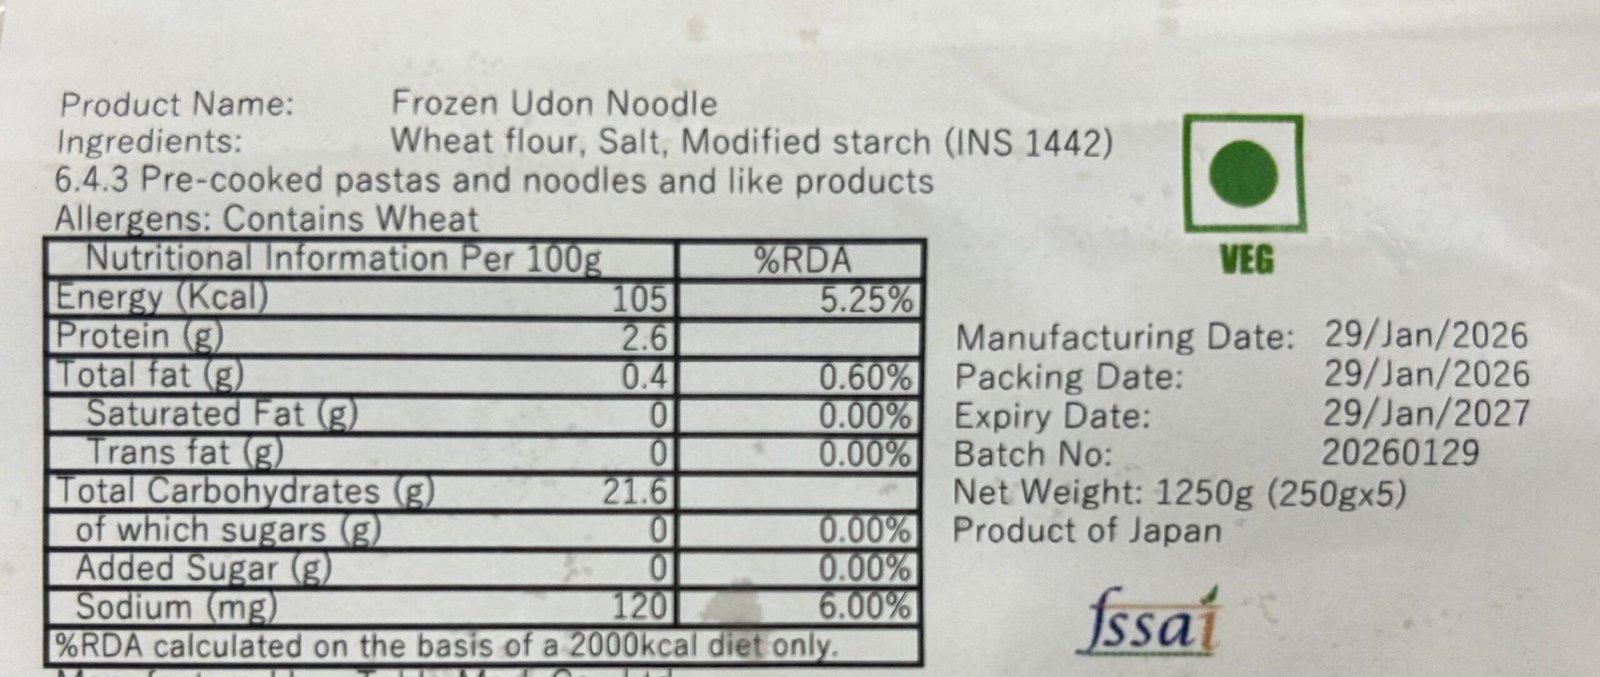 Product Name: Frozen Udon Noodle
Ingredients: Wheat flour, Salt, Modified starch (INS 1442)
6.4.3 Pre-cooked pastas and noodles and like products
Allergens: Contains Wheat
VEG
Nutritional Information Per 100g %RDA
Energy (Kcal) 105 5.25%
Protein (g) 2.6
Total fat (g) 0.4 0.60%
Saturated Fat (g) 0 0.00%
Trans fat (g) 0 0.00%
Total Carbohydrates (g) 21.6
of which sugars (g) 0 0.00%
Added Sugar (g) 0 0.00%
Sodium (mg) 120 6.00%
%RDA calculated on the basis of a 2000kcal diet only.
Manufacturing Date: 29/Jan/2026
Packing Date: 29/Jan/2026
Expiry Date: 29/Jan/2027
Batch No: 20260129
Net Weight: 1250g (250gx5)
Product of Japan
fssai